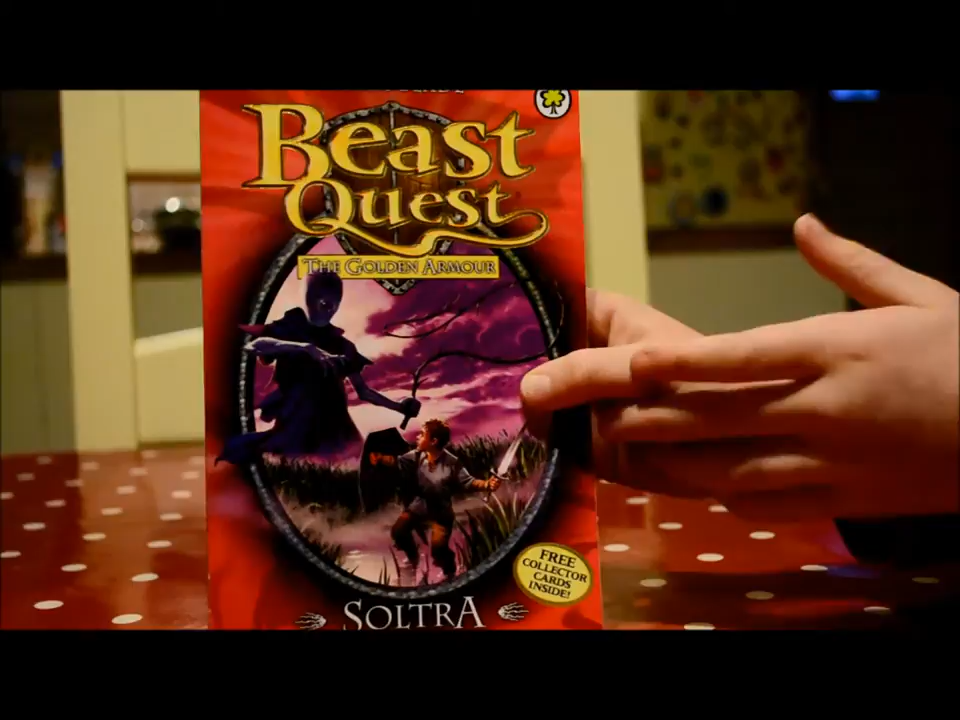 Beast
Quest
The Golden Armour
FREE
COLLECTOR
CARDS
INSIDE!
SOLTRA